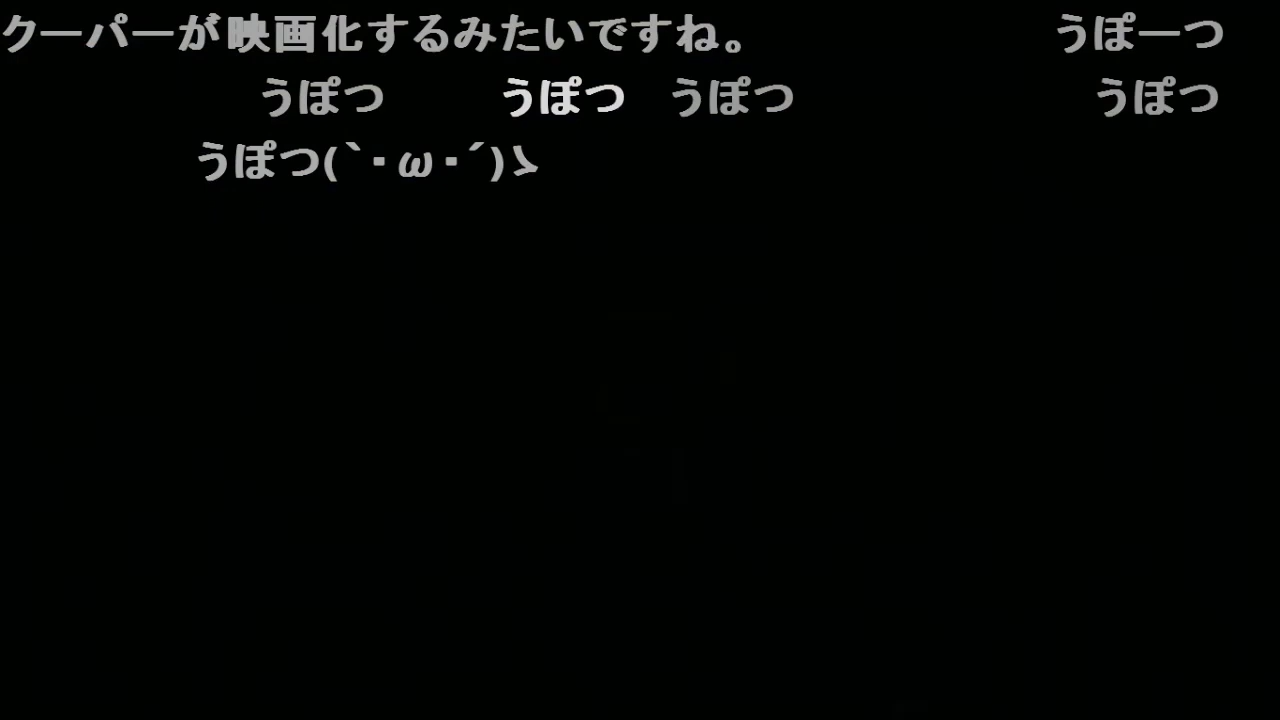 クーパーが映画化するみたいですね。 うぽーつ
うぽつ うぽつ うぽつ うぽつ
うぽつ(`･ω･´)ゝ